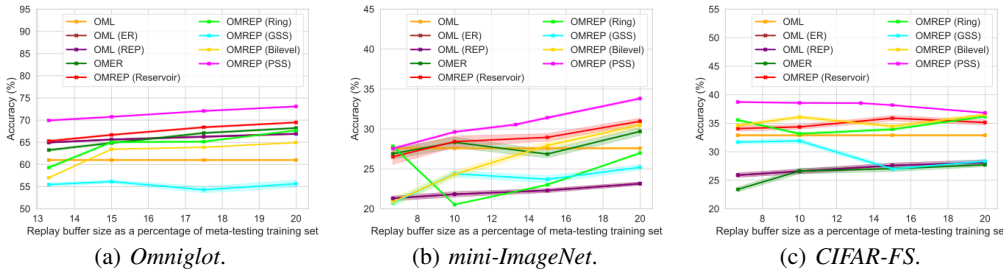 95
90
85
80
75
70
65
60
55
50
Accuracy (%)
OML
OML (ER)
OML (REP)
OMER
OMREP (Reservoir)
OMREP (Ring)
OMREP (GSS)
OMREP (Bilevel)
OMREP (PSS)
13 14 15 16 17 18 19 20
Replay buffer size as a percentage of meta-testing training set
(a) Omniglot.
45
40
35
30
25
20
Accuracy (%)
OML
OML (ER)
OML (REP)
OMER
OMREP (Reservoir)
OMREP (Ring)
OMREP (GSS)
OMREP (Bilevel)
OMREP (PSS)
8 10 12 14 16 18 20
Replay buffer size as a percentage of meta-testing training set
(b) mini-ImageNet.
55
50
45
40
35
30
25
20
15
Accuracy (%)
OML
OML (ER)
OML (REP)
OMER
OMREP (Reservoir)
OMREP (Ring)
OMREP (GSS)
OMREP (Bilevel)
OMREP (PSS)
8 10 12 14 16 18 20
Replay buffer size as a percentage of meta-testing training set
(c) CIFAR-FS.